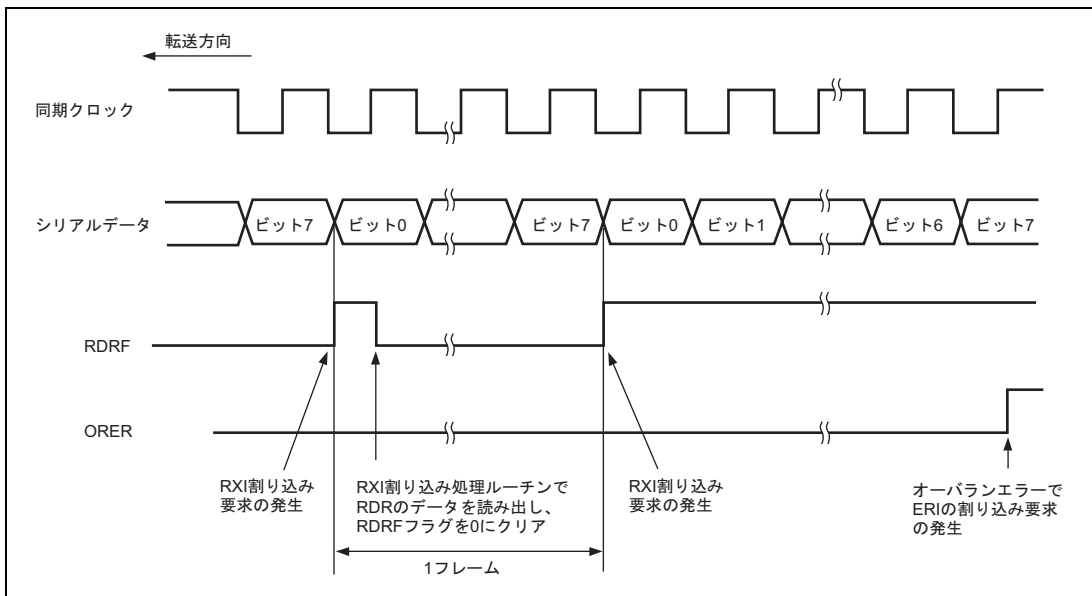 転送方向
同期クロック
シリアルデータ
ビット7
ビット0
ビット7
ビット0
ビット1
ビット6
ビット7
RDRF
ORER
RXI割り込み
要求の発生
RXI割り込み処理ルーチンで
RDRのデータを読み出し、
RDRFフラグを0にクリア
RXI割り込み
要求の発生
オーバランエラーで
ERIの割り込み要求
の発生
1フレーム